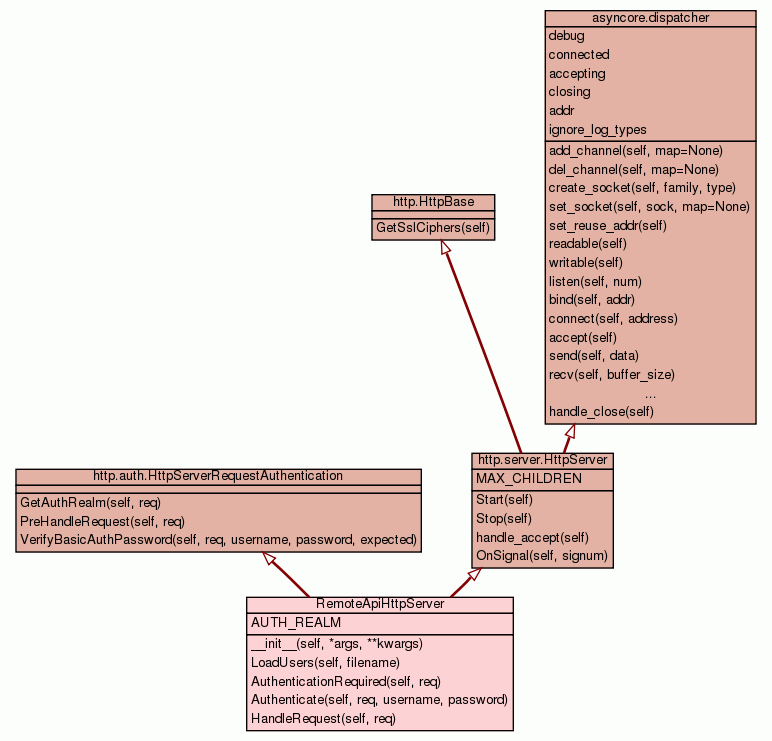 asyncore.dispatcher
debug
connected
accepting
closing
addr
ignore_log_types
add_channel(self, map=None)
del_channel(self, map=None)
create_socket(self, family, type)
set_socket(self, sock, map=None)
set_reuse_addr(self)
readable(self)
writable(self)
listen(self, num)
bind(self, addr)
connect(self, address)
accept(self)
send(self, data)
recv(self, buffer_size)
...
handle_close(self)
http.HttpBase
GetSslCiphers(self)
http.server.HttpServer
MAX_CHILDREN
Start(self)
Stop(self)
handle_accept(self)
OnSignal(self, signum)
http.auth.HttpServerRequestAuthentication
GetAuthRealm(self, req)
PreHandleRequest(self, req)
VerifyBasicAuthPassword(self, req, username, password, expected)
RemoteApiHttpServer
AUTH_REALM
__init__(self, *args, **kwargs)
LoadUsers(self, filename)
AuthenticationRequired(self, req)
Authenticate(self, req, username, password)
HandleRequest(self, req)